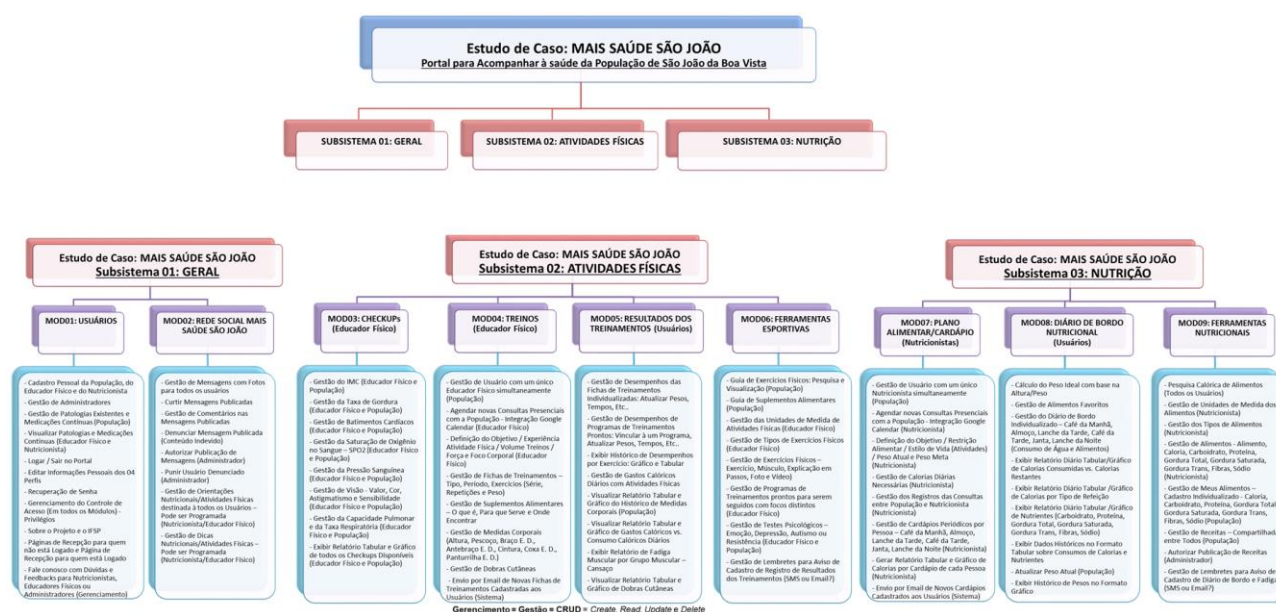 Estudo de Caso: MAIS SAÚDE SÃO JOÃO
Portal para Acompanhar à saúde da População de São João da Boa Vista
SUBSISTEMA 01: GERAL
SUBSISTEMA 02: ATIVIDADES FÍSICAS
SUBSISTEMA 03: NUTRIÇÃO
Estudo de Caso: MAIS SAÚDE SÃO JOÃO
Subsistema 01: GERAL
MOD01: USUÁRIOS
- Cadastro Pessoal da População, do
Educador Físico e do Nutricionista
- Gestão de Administradores
- Gestão de Patologias Existentes e
Medicações Contínuas (População)
- Visualizar Patologias e Medicações
Contínuas (Educador Físico e
Nutricionista)
- Logar / Sair no Portal
- Editar Informações Pessoais dos 04
Perfis
- Recuperação de Senha
- Gerenciamento do Controle de
Acesso (Em todos os Módulos) -
Privilégios
- Sobre o Projeto e o IFSP
- Páginas de Recepção para quem
não está Logado e Página de
Recepção para quem está Logado
- Fale conosco com Dúvidas e
Feedbacks para Nutricionistas,
Educadores Físicos ou
Administradores (Gerenciamento)
MOD02: REDE SOCIAL MAIS
SAÚDE SÃO JOÃO
- Gestão de Mensagens com Fotos
para todos os usuários
- Curtir Mensagens Publicadas
- Gestão de Comentários nas
Mensagens Publicadas
- Denunciar Mensagem Publicada
(Conteúdo Indevido)
- Autorizar Publicação de
Mensagens (Administrador)
- Punir Usuário Denunciado
(Administrador)
- Gestão de Orientações
Nutricionais/Atividades Físicas
destinada à todos os Usuários –
Pode ser Programada
(Nutricionista/Educador Físico)
- Gestão de Dicas
Nutricionais/Atividades Físicas –
Pode ser Programada
(Nutricionista/Educador Físico)
Estudo de Caso: MAIS SAÚDE SÃO JOÃO
Subsistema 02: ATIVIDADES FÍSICAS
MOD03: CHECKUPs
(Educador Físico)
- Gestão do IMC (Educador Físico e
População)
- Gestão da Taxa de Gordura
(Educador Físico e População)
- Gestão de Batimentos Cardíacos
(Educador Físico e População)
- Gestão da Saturação de Oxigênio
no Sangue – SPO2 (Educador Físico
e População)
- Gestão da Pressão Sanguínea
(Educador Físico e População)
- Gestão de Visão - Valor, Cor,
Astigmatismo e Sensibilidade
(Educador Físico e População)
- Gestão da Capacidade Pulmonar
e da Taxa Respiratória (Educador
Físico e População)
- Exibir Relatório Tabular e Gráfico
de todos os Checkups Disponíveis
(Educador Físico e População)
MOD04: TREINOS
(Educador Físico)
- Gestão de Usuário com um único
Educador Físico simultaneamente
(População)
- Agendar novas Consultas Presenciais
com a População - Integração Google
Calendar (Educador Físico)
- Definição do Objetivo / Experiência
Atividade Física / Volume Treinos /
Força e Foco Corporal (Educador
Físico)
- Gestão de Fichas de Treinamentos –
Tipo, Período, Exercícios (Série,
Repetições e Peso)
- Gestão de Suplementos Alimentares
– O que é, Para que Serve e Onde
Encontrar
- Gestão de Medidas Corporais
(Altura, Pescoço, Braço E. D.,
Antebraço E. D., Cintura, Coxa E. D.,
Panturrilha E. D.)
- Gestão de Dobras Cutâneas
- Envio por Email de Novas Fichas de
Treinamentos Cadastradas aos
Usuários (Sistema)
MOD05: RESULTADOS DOS
TREINAMENTOS (Usuários)
- Gestão de Desempenhos das
Fichas de Treinamentos
Individualizadas: Atualizar Pesos,
Tempos, Etc..
- Gestão de Desempenhos de
Programas de Treinamentos
Prontos: Vincular à um Programa,
Atualizar Pesos, Tempos, Etc..
- Exibir Histórico de Desempenhos
por Exercício: Gráfico e Tabular
- Gestão de Gastos Calóricos
Diários com Atividades Físicas
- Visualizar Relatório Tabular e
Gráfico do Histórico de Medidas
Corporais (População)
- Visualizar Relatório Tabular e
Gráfico de Gastos Calóricos vs.
Consumo Calóricos Diários
- Exibir Relatório de Fadiga
Muscular por Grupo Muscular –
Cansaço
- Visualizar Relatório Tabular e
Gráfico de Dobras Cutâneas
MOD06: FERRAMENTAS
ESPORTIVAS
- Guia de Exercícios Físicos: Pesquisa e
Visualização (População)
- Guia de Suplementos Alimentares
(População)
- Gestão das Unidades de Medida de
Atividades Físicas (Educador Físico)
- Gestão de Tipos de Exercícios Físicos
(Educador Físico)
- Gestão de Exercícios Físicos –
Exercício, Músculo, Explicação em
Passos, Foto e Vídeo)
- Gestão de Programas de
Treinamentos prontos para serem
seguidos com focos distintos
(Educador Físico)
- Gestão de Testes Psicológicos –
Emoção, Depressão, Autismo ou
Resistência (Educador Físico e
População)
- Gestão de Lembretes para Aviso de
Cadastro de Registro de Resultados
dos Treinamentos (SMS ou Email?)
Estudo de Caso: MAIS SAÚDE SÃO JOÃO
Subsistema 03: NUTRIÇÃO
MOD07: PLANO
ALIMENTAR/CARDÁPIO
(Nutricionistas)
- Gestão de Usuário com um único
Nutricionista simultaneamente
(População)
- Agendar novas Consultas Presenciais
com a População - Integração Google
Calendar (Nutricionista)
- Definição do Objetivo / Restrição
Alimentar / Estilo de Vida (Atividades)
/ Peso Atual e Peso Meta
(Nutricionista)
- Gestão de Calorias Diárias
Necessárias (Nutricionista)
- Gestão dos Registros das Consultas
entre População e Nutricionista
(Nutricionista)
- Gestão de Cardápios Periódicos por
Pessoa – Café da Manhã, Almoço,
Lanche da Tarde, Café da Tarde,
Janta, Lanche da Noite (Nutricionista)
- Gerar Relatório Tabular e Gráfico de
Calorias por Cardápio de cada Pessoa
(Nutricionista)
- Envio por Email de Novos Cardápios
Cadastrados aos Usuários (Sistema)
MOD08: DIÁRIO DE BORDO
NUTRICIONAL
(Usuários)
- Cálculo do Peso Ideal com base na
Altura/Peso
- Gestão de Alimentos Favoritos
- Gestão do Diário de Bordo
Individualizado – Café da Manhã,
Almoço, Lanche da Tarde, Café da
Tarde, Janta, Lanche da Noite
(Consumo de Água e Alimentos)
- Exibir Relatório Diário Tabular/Gráfico
de Calorias Consumidas vs. Calorias
Restantes
- Exibir Relatório Diário Tabular /Gráfico
de Calorias por Tipo de Refeição
- Exibir Relatório Diário Tabular /Gráfico
de Nutrientes (Carboidrato, Proteína,
Gordura Total, Gordura Saturada,
Gordura Trans, Fibras, Sódio)
- Exibir Dados Históricos no Formato
Tabular sobre Consumos de Calorias e
Nutrientes
- Atualizar Peso Atual (População)
- Exibir Histórico de Pesos no Formato
Gráfico
MOD09: FERRAMENTAS
NUTRICIONAIS
- Pesquisa Calórica de Alimentos
(Todos os Usuários)
- Gestão de Unidades de Medida dos
Alimentos (Nutricionista)
- Gestão dos Tipos de Alimentos
(Nutricionista)
- Gestão de Alimentos - Alimento,
Caloria, Carboidrato, Proteína,
Gordura Total, Gordura Saturada,
Gordura Trans, Fibras, Sódio
(Nutricionista)
- Gestão de Meus Alimentos –
Cadastro Individualizado - Caloria,
Carboidrato, Proteína, Gordura Total,
Gordura Saturada, Gordura Trans,
Fibras, Sódio (População)
- Gestão de Receitas – Compartilhada
entre Todos (População)
- Autorizar Publicação de Receitas
(Administrador)
- Gestão de Lembretes para Aviso de
Cadastro de Diário de Bordo e Fadiga
(SMS ou Email?)
Gerencimento = Gestão = CRUD = Create, Read, Update e Delete